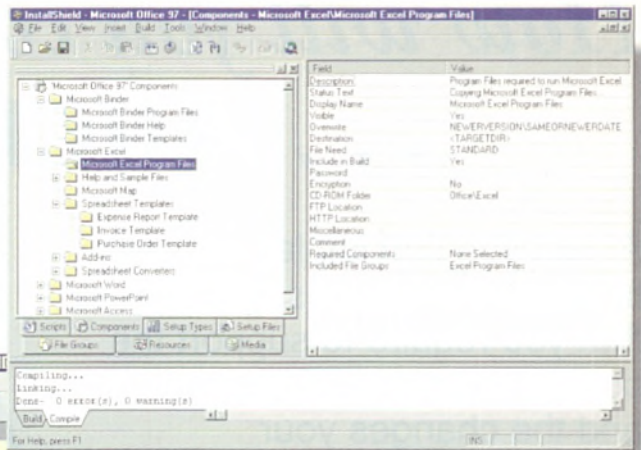 InstallShield - Microsoft Office 97 - [Components - Microsoft Excel\Microsoft Excel Program Files]
File Edit View Insert Build Tools Window Help
'Microsoft Office 97' Components
Microsoft Binder
Microsoft Binder Program Files
Microsoft Binder Help
Microsoft Binder Templates
Microsoft Excel
Microsoft Excel Program Files
Help and Sample Files
Microsoft Map
Spreadsheet Templates
Expense Report Template
Invoice Template
Purchase Order Template
Add-ins
Spreadsheet Converters
Microsoft Word
Microsoft PowerPoint
Microsoft Access
Scripts Components Setup Types Setup Files
File Groups Resources Media
Field Value
Description Program Files required to run Microsoft Excel
Status Text Copying Microsoft Excel Program Files
Display Name Microsoft Excel Program Files
Visible Yes
Overwrite NEWERVERSION\SAMEORNEWERDATE
Destination <TARGETDIR>
File Need STANDARD
Include in Build Yes
Password
Encryption No
CD-ROM Folder Office\Excel
FTP Location
HTTP Location
Miscellaneous
Comment
Required Components None Selected
Included File Groups Excel Program Files
Compiling...
Linking...
Done- 0 error(s), 0 warning(s)
Build Compile
For Help, press F1
INS